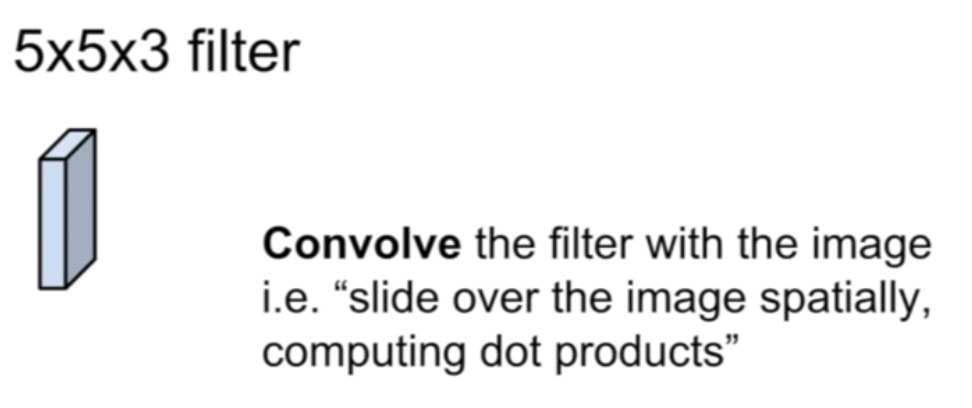 5x5x3 filter
Convolve the filter with the image
i.e. “slide over the image spatially,
computing dot products”